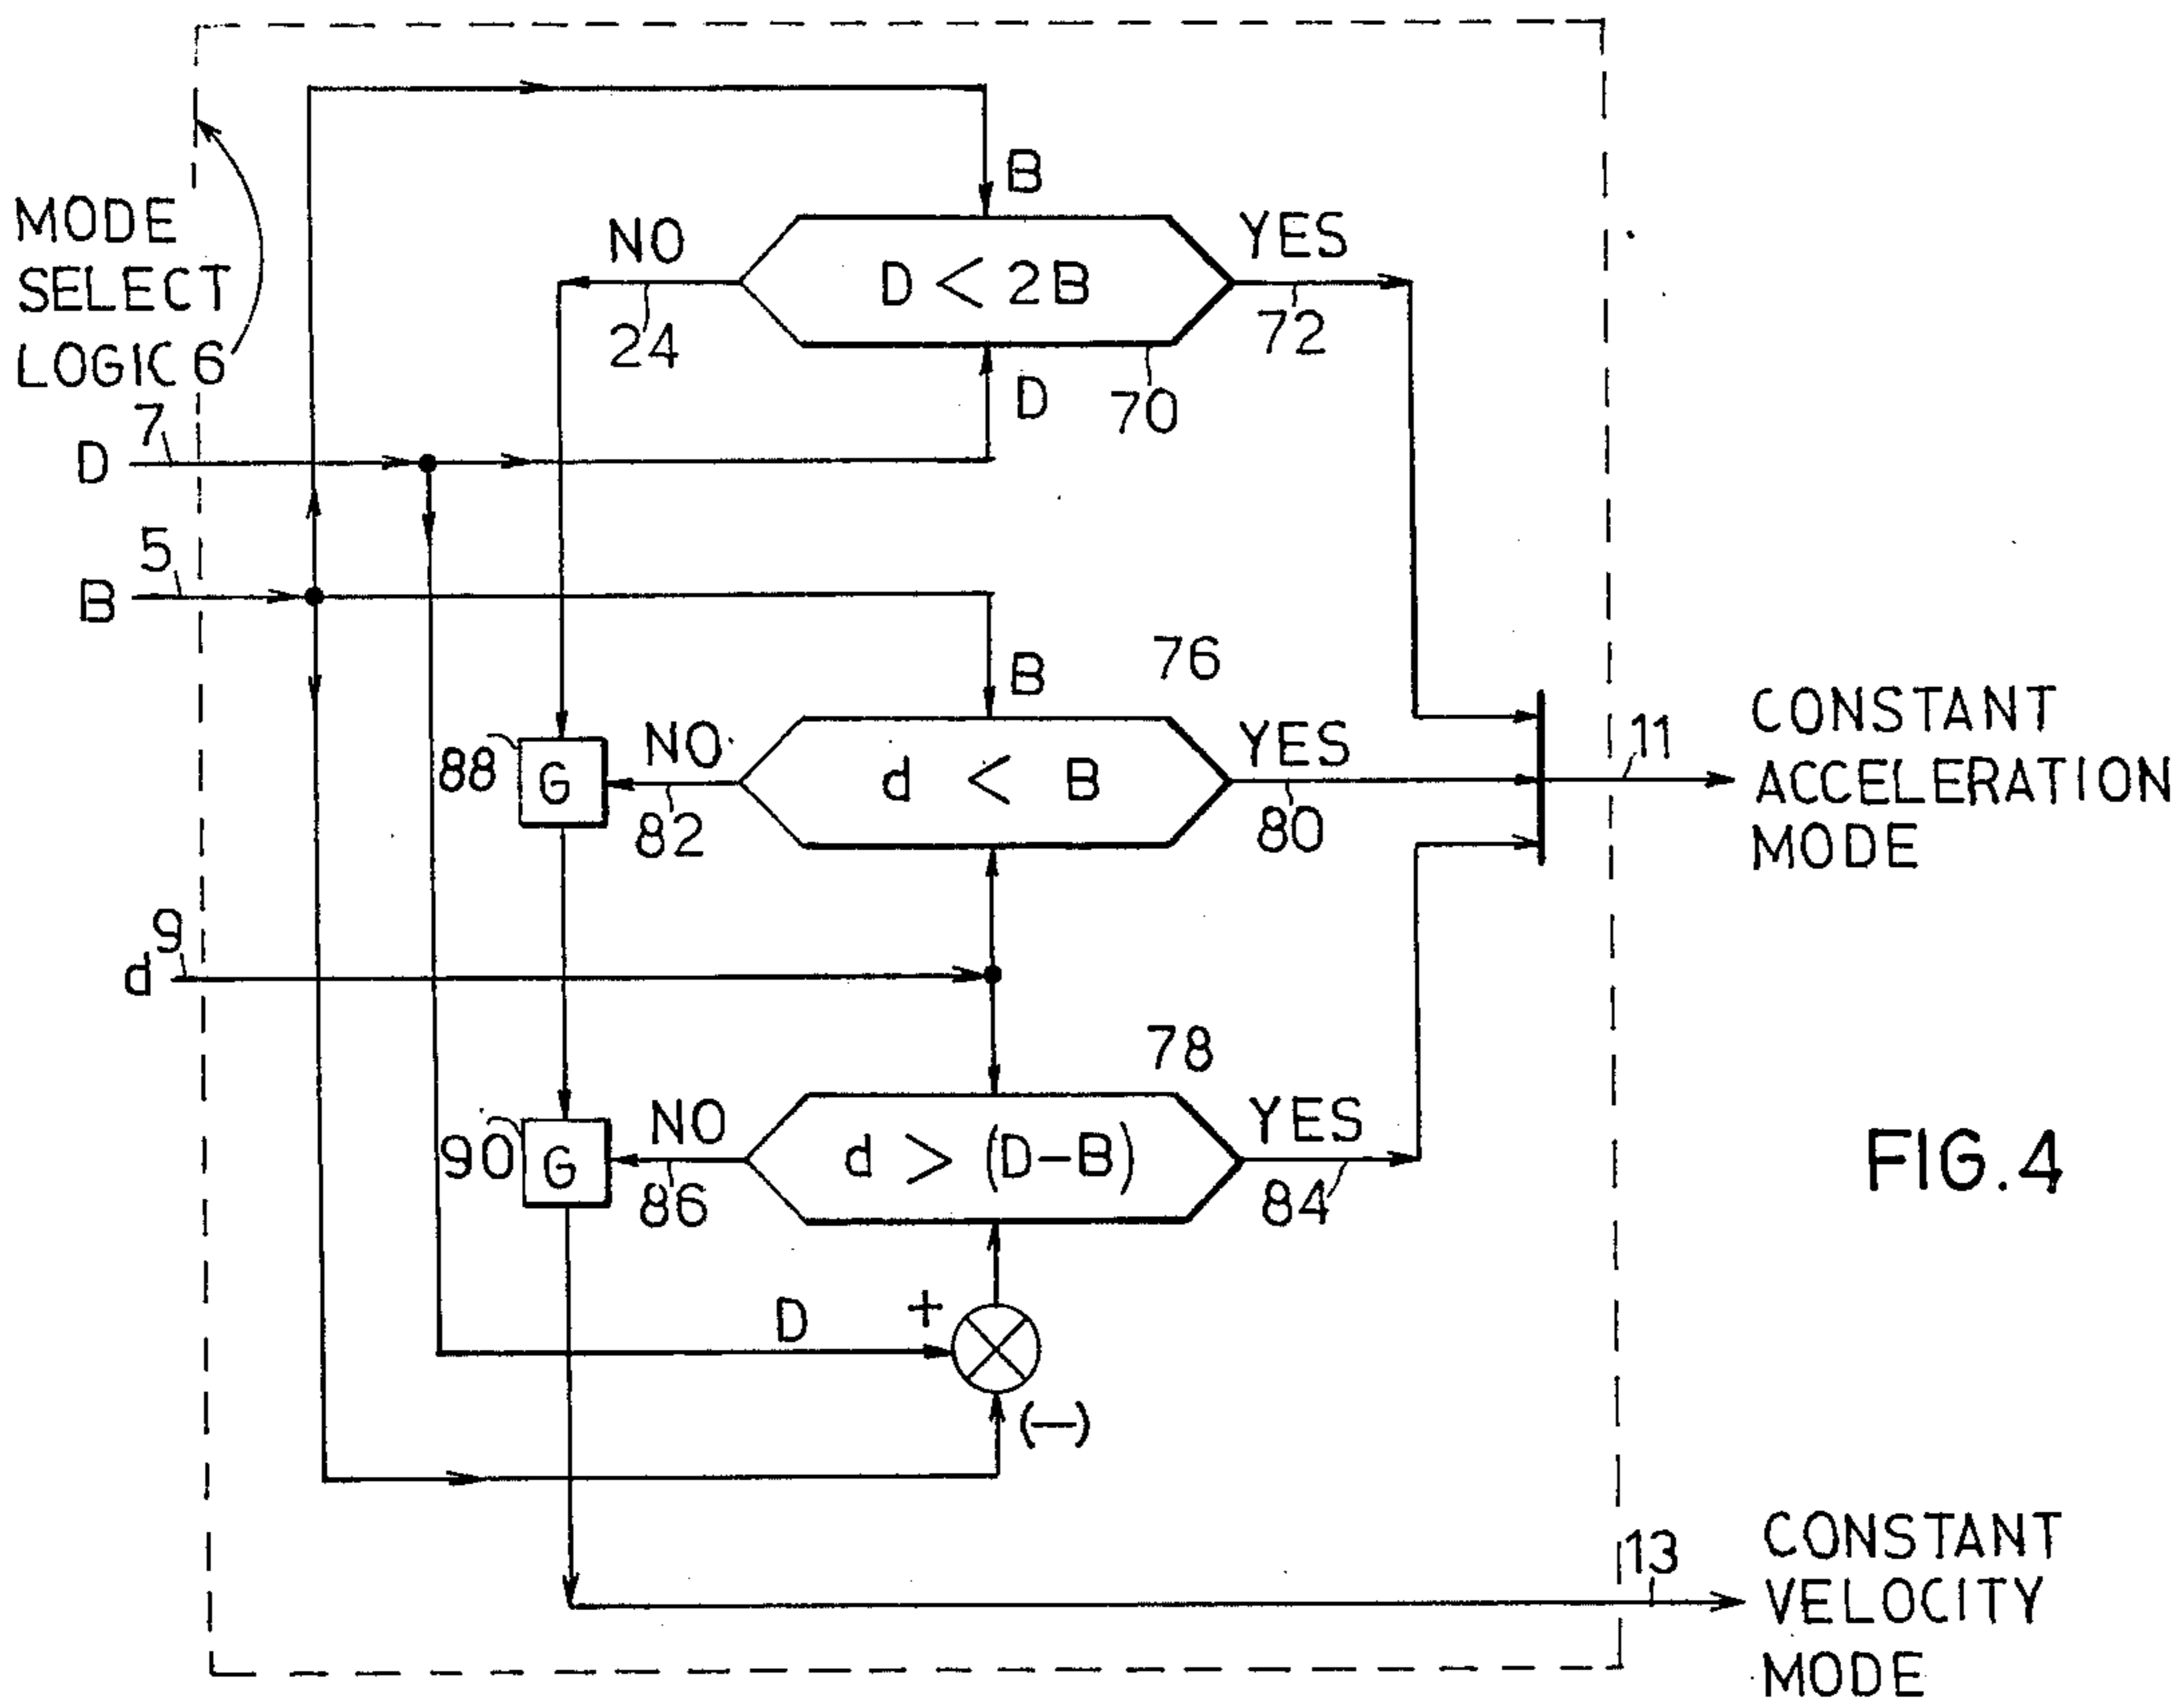 B
NO
YES
D < 2B
24
72
D
70
MODE
SELECT
LOGIC 6
7
D
5
B
76
B
NO
YES
88
G
d < B
82
80
11
CONSTANT
ACCELERATION
MODE
9
d
78
NO
YES
90
G
d > (D-B)
86
84
FIG.4
D
+
(-)
13
CONSTANT
VELOCITY
MODE